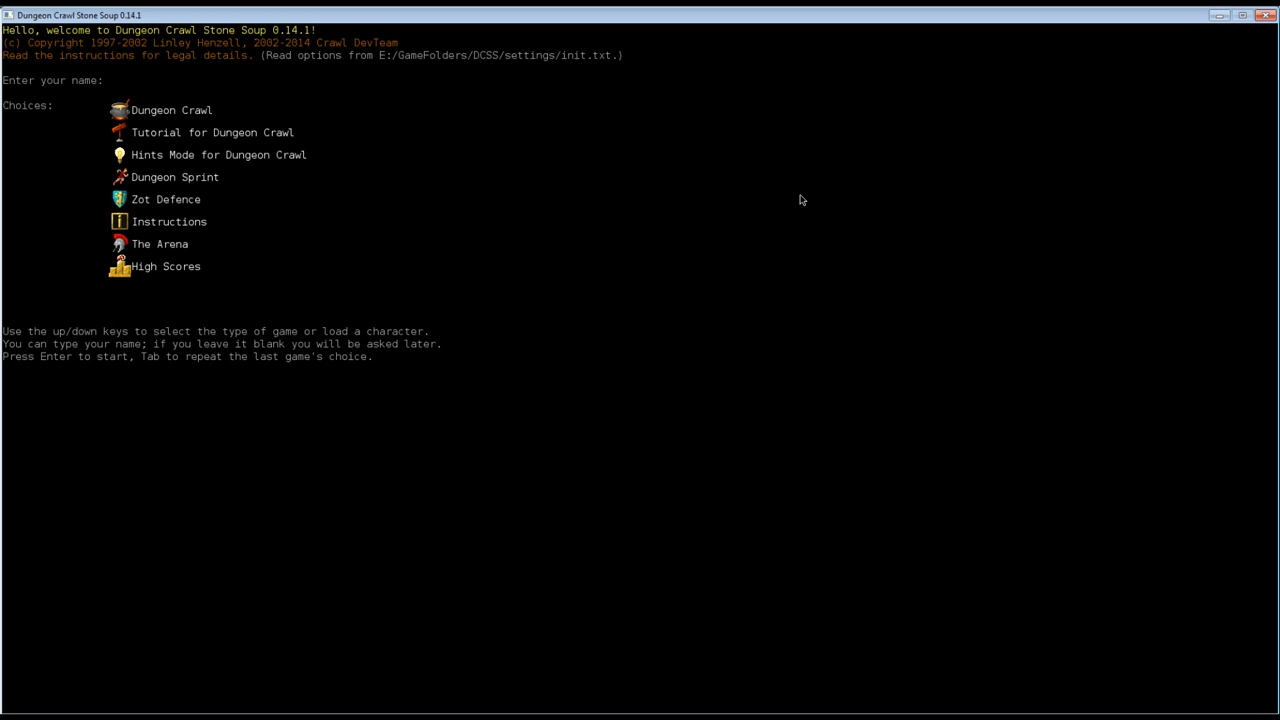 Dungeon Crawl Stone Soup 0.14.1
Hello, welcome to Dungeon Crawl Stone Soup 0.14.1!
(c) Copyright 1997-2002 Linley Henzell, 2002-2014 Crawl DevTeam
Read the instructions for legal details. (Read options from E:/GameFolders/DCSS/settings/init.txt.)
Enter your name:
Choices:
Dungeon Crawl
Tutorial for Dungeon Crawl
Hints Mode for Dungeon Crawl
Dungeon Sprint
Zot Defence
Instructions
The Arena
High Scores
Use the up/down keys to select the type of game or load a character.
You can type your name; if you leave it blank you will be asked later.
Press Enter to start, Tab to repeat the last game's choice.